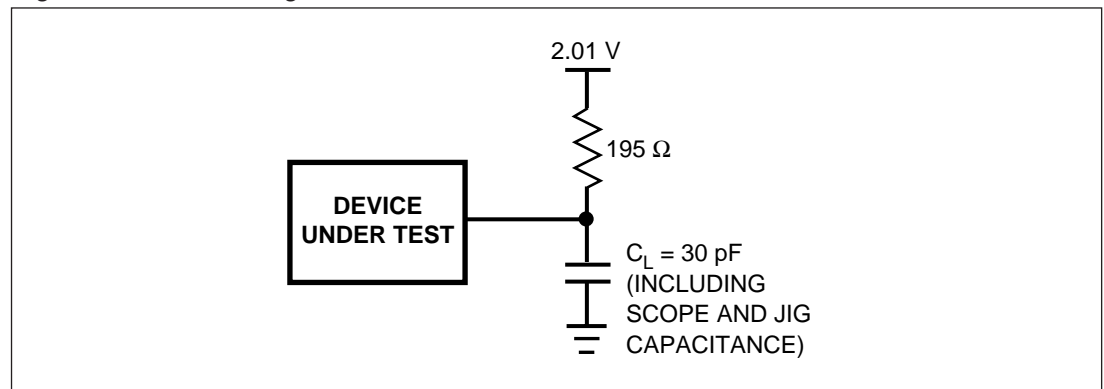 2.01 V
195 Ω
DEVICE
UNDER TEST
C_L = 30 pF
(INCLUDING
SCOPE AND JIG
CAPACITANCE)